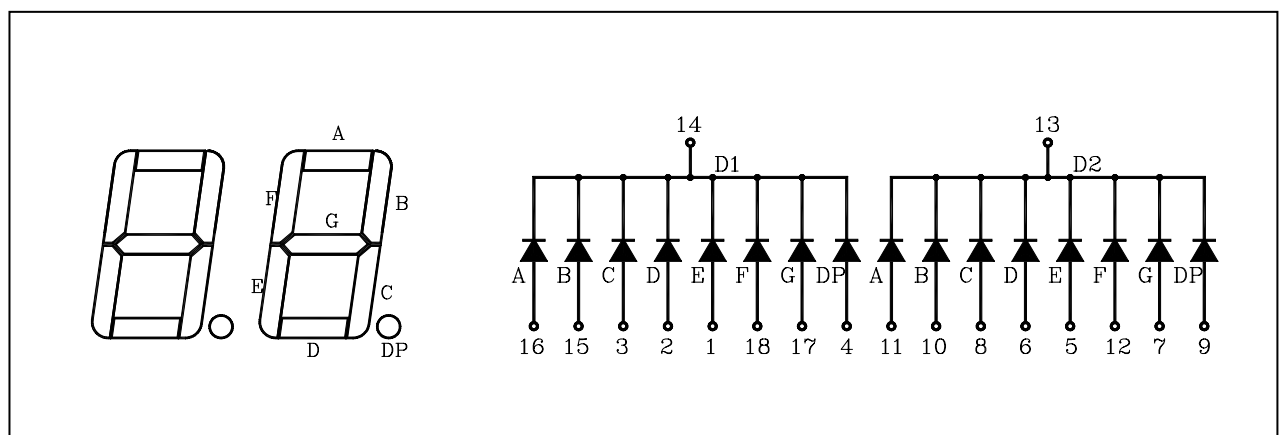 14 13
A D1 D2
F B
G
A B C D E F G DP A B C D E F G DP
E C
16 15 3 2 1 18 17 4 11 10 8 6 5 12 7 9
D DP